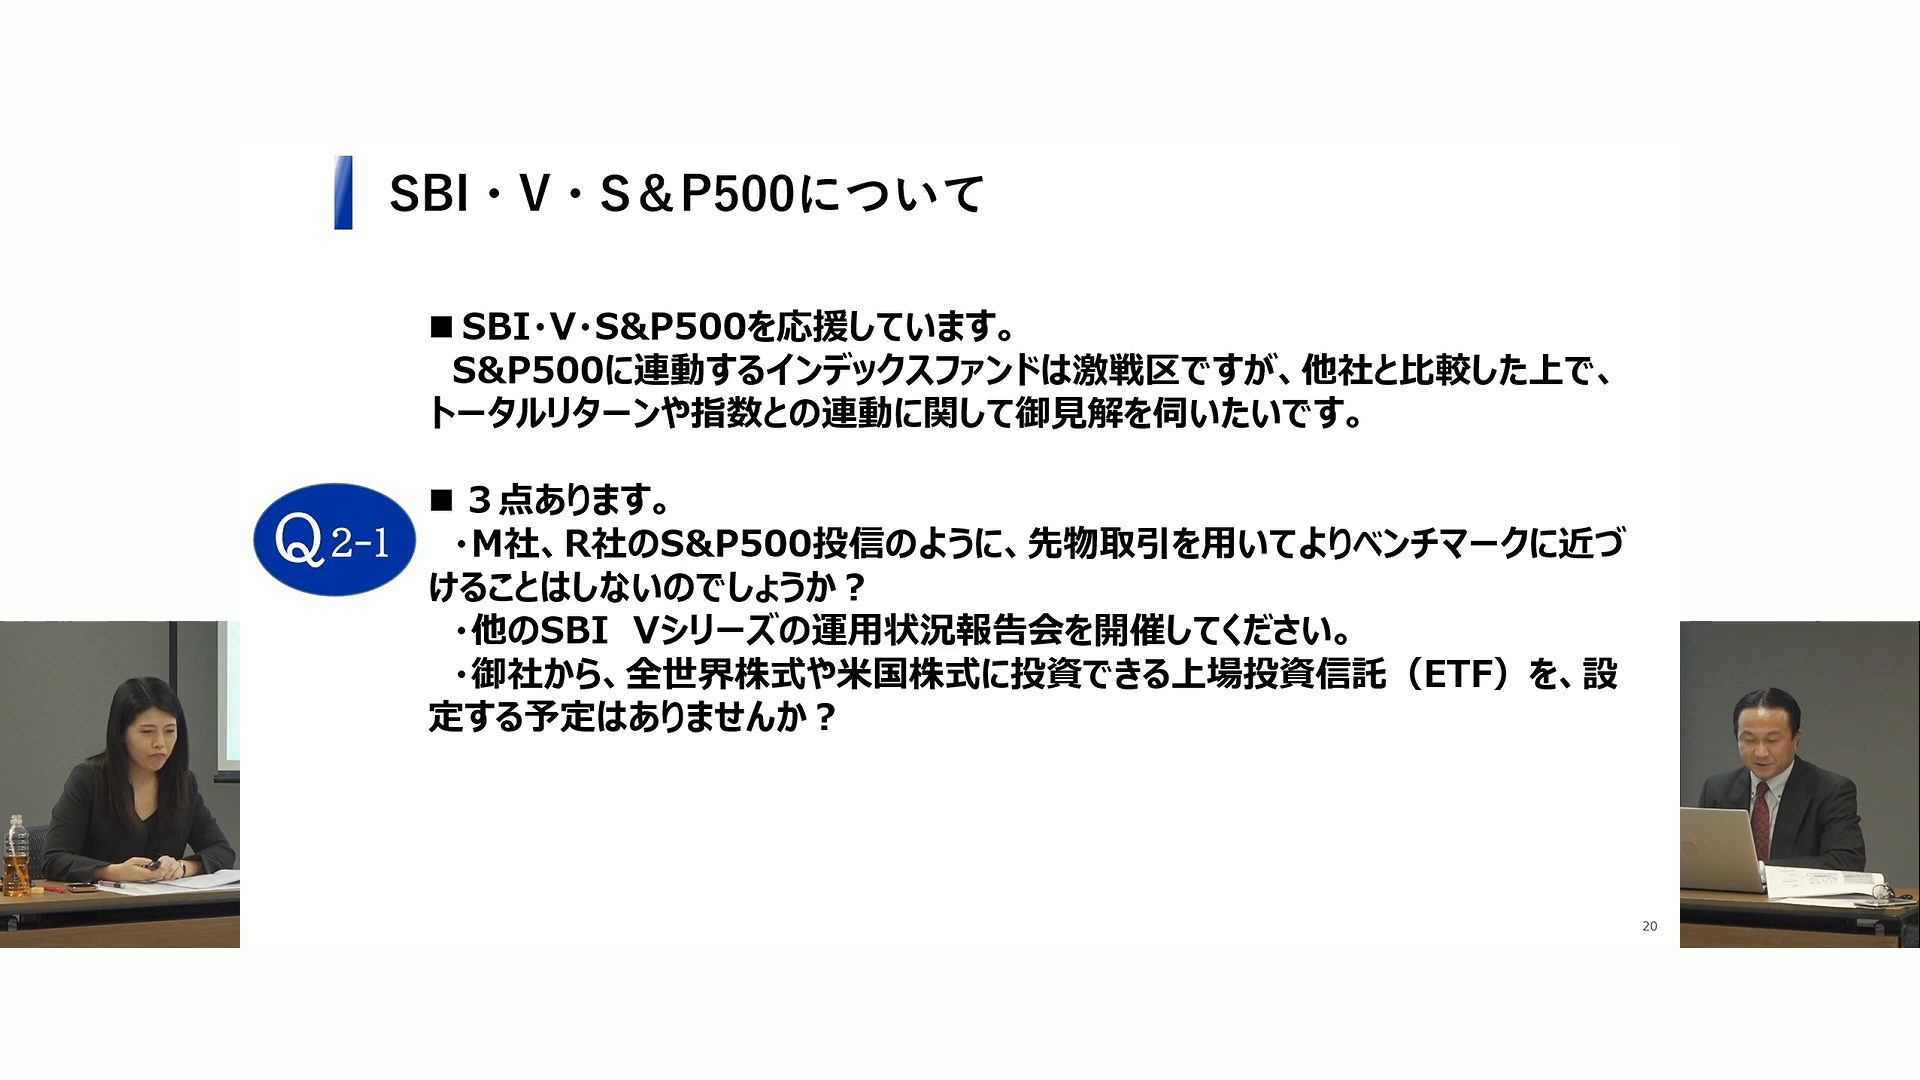 SBI・V・S＆P500について
■ SBI・V・S&P500を応援しています。
S&P500に連動するインデックスファンドは激戦区ですが、他社と比較した上で、
トータルリターンや指数との連動に関して御見解を伺いたいです。
Q2-1
■ ３点あります。
・M社、R社のS&P500投信のように、先物取引を用いてよりベンチマークに近づ
けることはしないのでしょうか？
・他のSBI　Vシリーズの運用状況報告会を開催してください。
・御社から、全世界株式や米国株式に投資できる上場投資信託（ETF）を、設
定する予定はありませんか？
20